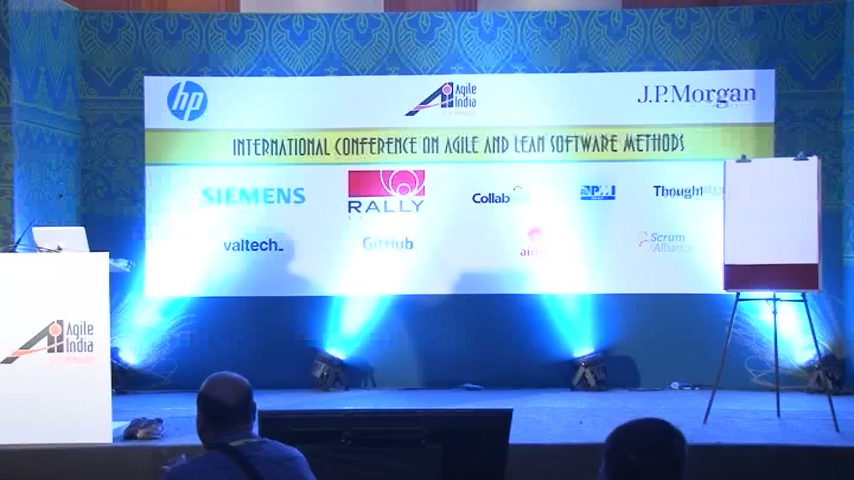 hp
Agile
India
J.P.Morgan
INTERNATIONAL CONFERENCE ON AGILE AND LEAN SOFTWARE METHODS
SIEMENS
RALLY
Collab
PMI
Thought
valtech
GitHub
Scrum
Alliance
Agile
India